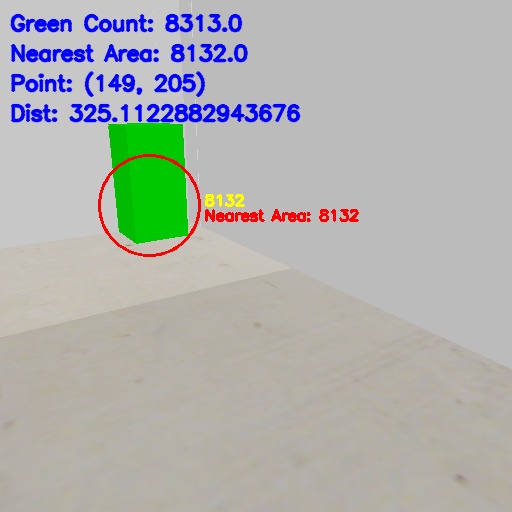 Green Count: 8313.0
Nearest Area: 8132.0
Point: (149, 205)
Dist: 325.1122882943676
8132
Nearest Area: 8132